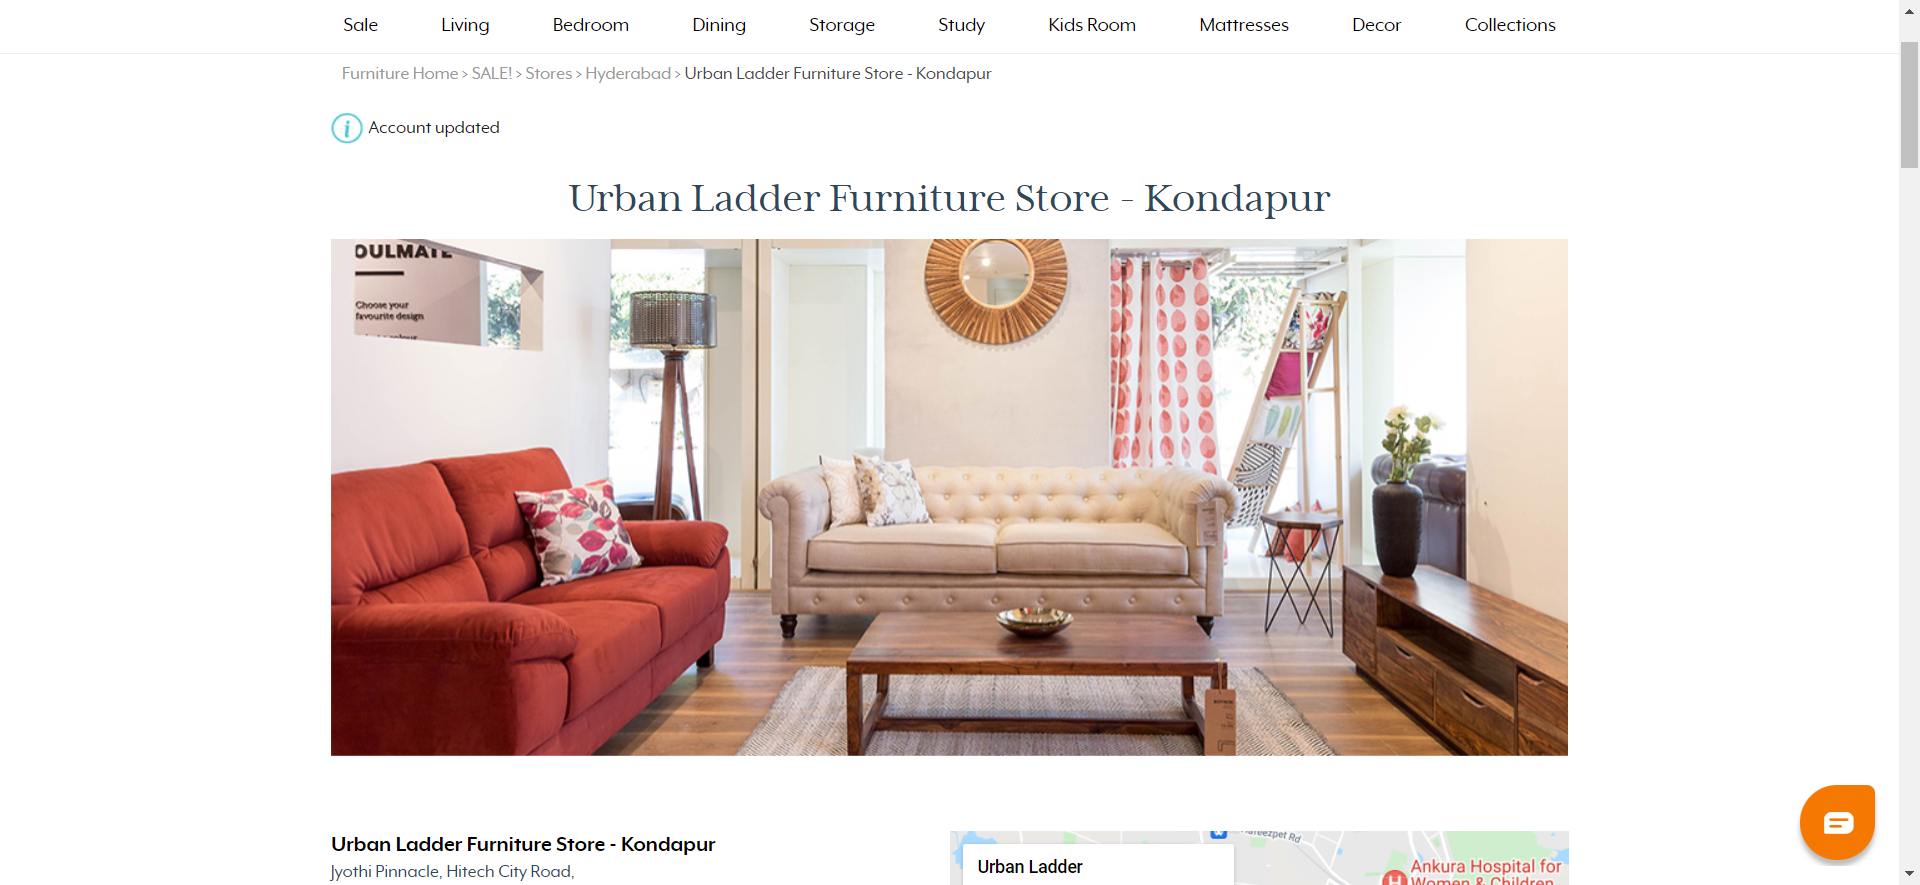 Sale Living Bedroom Dining Storage Study Kids Room Mattresses Decor Collections
Furniture Home > SALE! > Stores > Hyderabad > Urban Ladder Furniture Store - Kondapur
i Account updated
Urban Ladder Furniture Store - Kondapur
OULMATE
Choose your
favourite design
Urban Ladder Furniture Store - Kondapur
Jyothi Pinnacle, Hitech City Road,
Urban Ladder
Ankura Hospital for
Women & Children